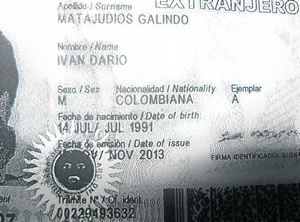 EXTRANJERO
Apellido / Surname
MATAJUDIOS GALINDO
Nombre / Name
IVAN DARIO
Sexo / Sex Nacionalidad / Nationality Ejemplar
M COLOMBIANA A
Fecha de nacimiento / Date of birth
14 JUL/ JUL 1991
Fecha de emisión / Date of issue
NOV 2013
FIRMA IDENTIFICADO/ SIGN
Trámite N° / Of. ident.
00229493632